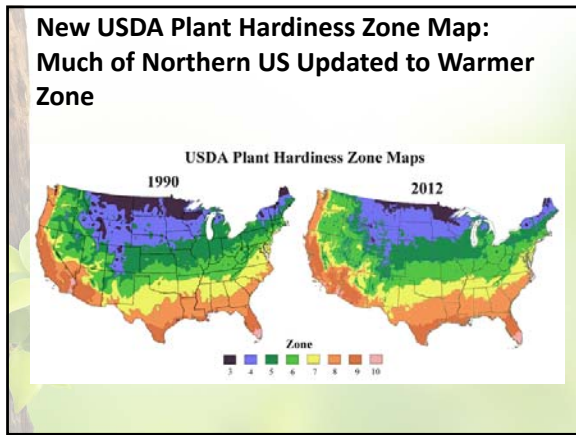 New USDA Plant Hardiness Zone Map:
Much of Northern US Updated to Warmer
Zone
USDA Plant Hardiness Zone Maps
1990
2012
Zone
3 4 5 6 7 8 9 10